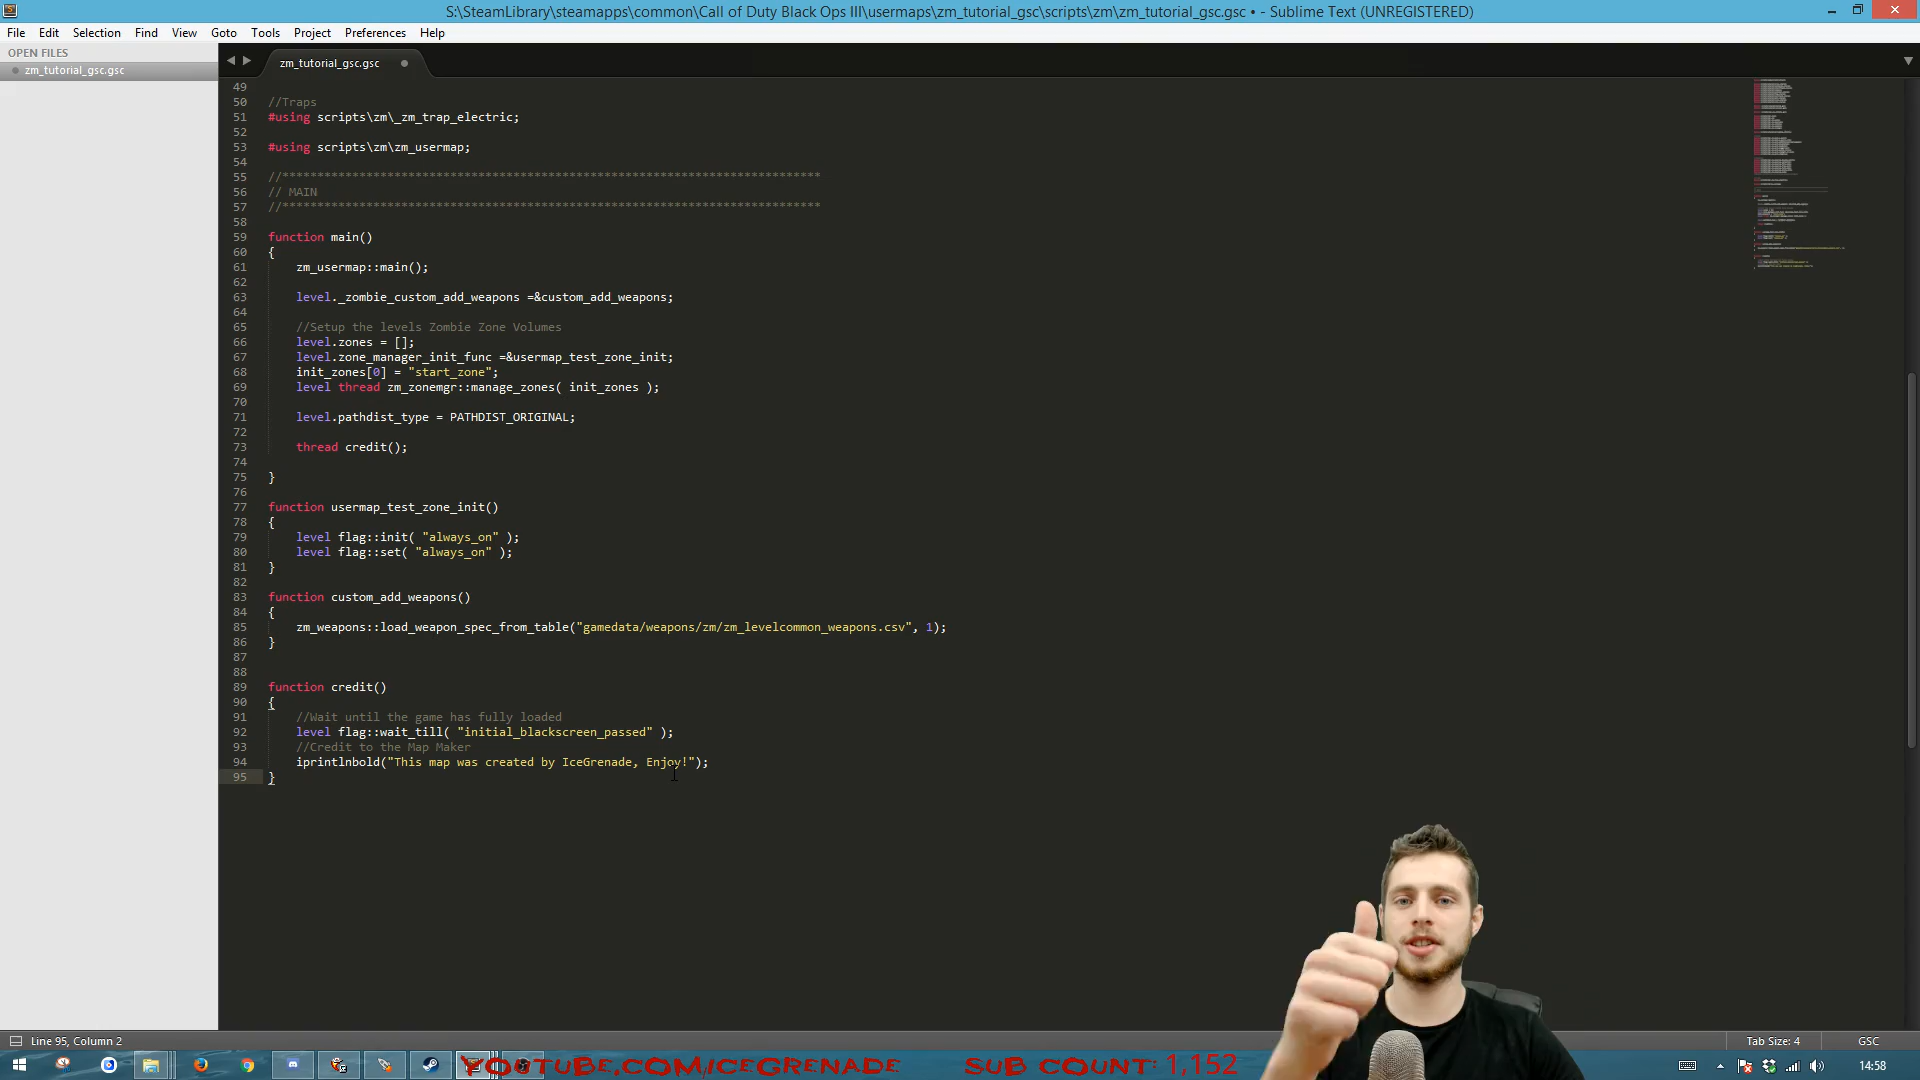 S:\SteamLibrary\steamapps\common\Call of Duty Black Ops III\usermaps\zm_tutorial_gsc\scripts\zm\zm_tutorial_gsc.gsc • - Sublime Text (UNREGISTERED)
File Edit Selection Find View Goto Tools Project Preferences Help
OPEN FILES
zm_tutorial_gsc.gsc
zm_tutorial_gsc.gsc
49
50 //Traps
51 #using scripts\zm\_zm_trap_electric;
52
53 #using scripts\zm\zm_usermap;
54
55 //*****************************************************************************
56 // MAIN
57 //*****************************************************************************
58
59 function main()
60 {
61 zm_usermap::main();
62
63 level._zombie_custom_add_weapons =&custom_add_weapons;
64
65 //Setup the levels Zombie Zone Volumes
66 level.zones = [];
67 level.zone_manager_init_func =&usermap_test_zone_init;
68 init_zones[0] = "start_zone";
69 level thread zm_zonemgr::manage_zones( init_zones );
70
71 level.pathdist_type = PATHDIST_ORIGINAL;
72
73 thread credit();
74
75 }
76
77 function usermap_test_zone_init()
78 {
79 level flag::init( "always_on" );
80 level flag::set( "always_on" );
81 }
82
83 function custom_add_weapons()
84 {
85 zm_weapons::load_weapon_spec_from_table("gamedata/weapons/zm/zm_levelcommon_weapons.csv", 1);
86 }
87
88
89 function credit()
90 {
91 //Wait until the game has fully loaded
92 level flag::wait_till( "initial_blackscreen_passed" );
93 //Credit to the Map Maker
94 iprintlnbold("This map was created by IceGrenade, Enjoy!");
95 }
Line 95, Column 2 Tab Size: 4 GSC
YOUTUBE.COM/ICEGRENADE SUB COUNT: 1,152
14:58